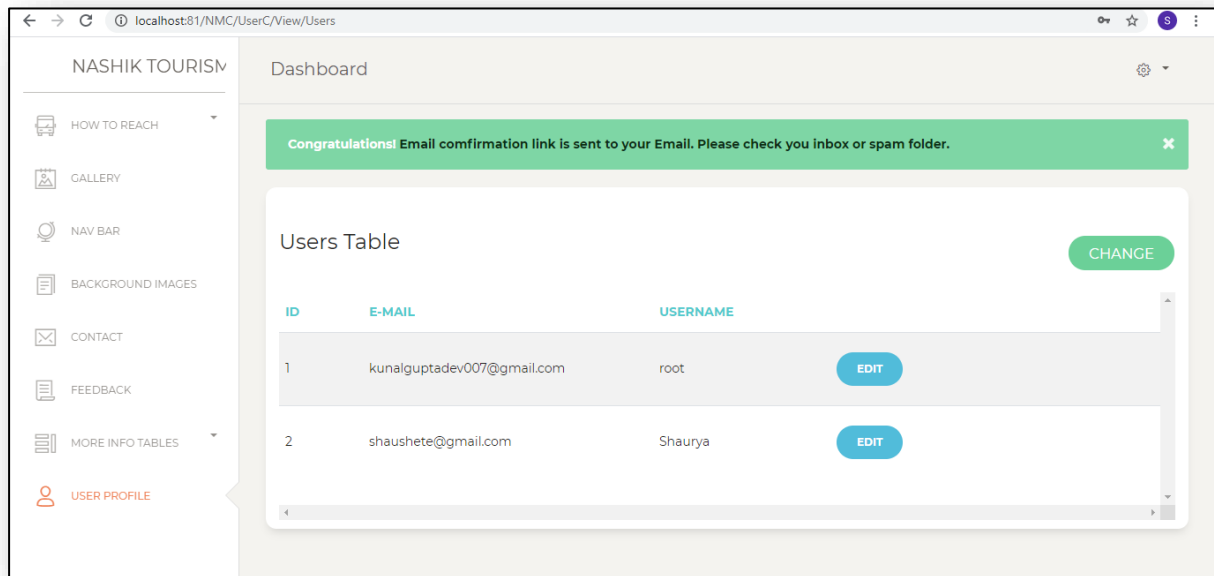 localhost:81/NMC/UserC/View/Users
S
NASHIK TOURISM
Dashboard
HOW TO REACH
GALLERY
NAV BAR
BACKGROUND IMAGES
CONTACT
FEEDBACK
MORE INFO TABLES
USER PROFILE
Congratulations! Email comfirmation link is sent to your Email. Please check you inbox or spam folder.
Users Table
CHANGE
ID E-MAIL USERNAME
1 kunalguptadev007@gmail.com root EDIT
2 shaushete@gmail.com Shaurya EDIT